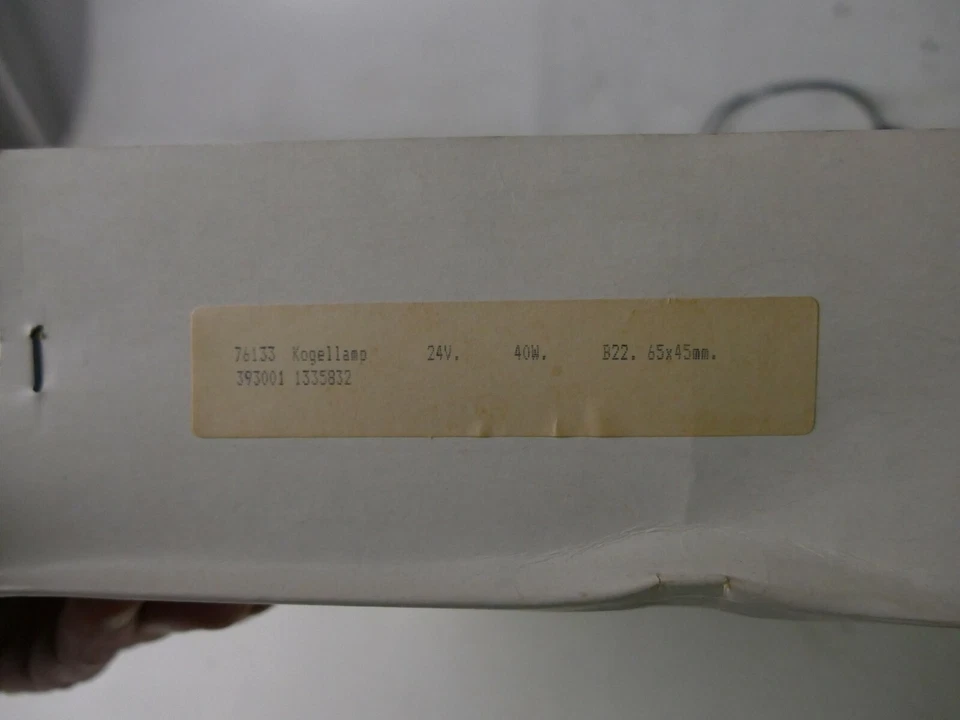 76133 Kogellamp 24V. 40W. B22. 65x45mm.
393001 1335832